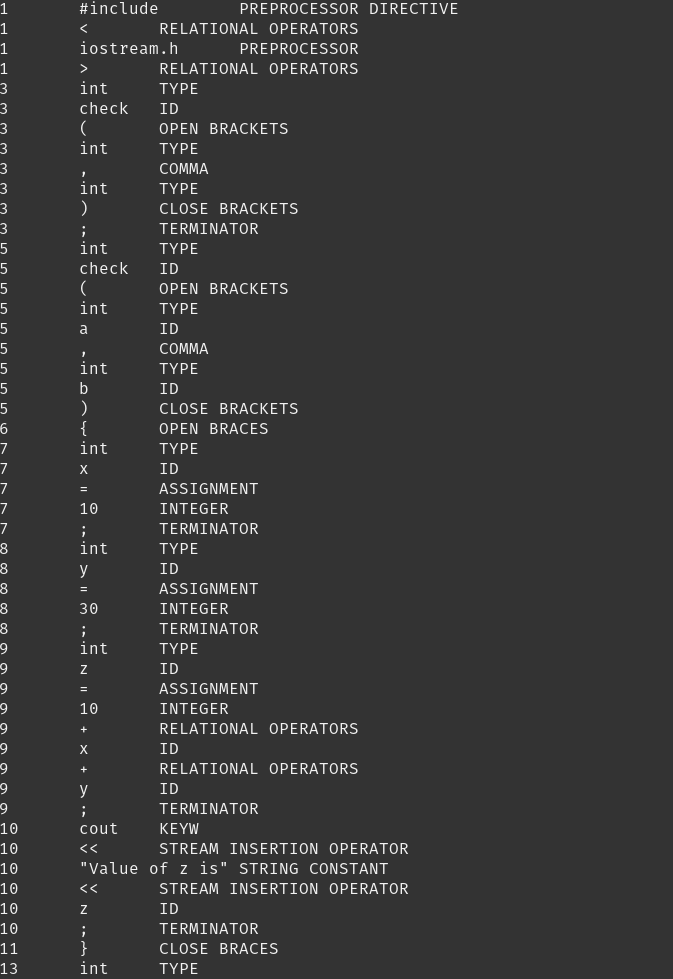 1 #include PREPROCESSOR DIRECTIVE
1 < RELATIONAL OPERATORS
1 iostream.h PREPROCESSOR
1 > RELATIONAL OPERATORS
3 int TYPE
3 check ID
3 ( OPEN BRACKETS
3 int TYPE
3 , COMMA
3 int TYPE
3 ) CLOSE BRACKETS
3 ; TERMINATOR
5 int TYPE
5 check ID
5 ( OPEN BRACKETS
5 int TYPE
5 a ID
5 , COMMA
5 int TYPE
5 b ID
5 ) CLOSE BRACKETS
6 { OPEN BRACES
7 int TYPE
7 x ID
7 = ASSIGNMENT
7 10 INTEGER
7 ; TERMINATOR
8 int TYPE
8 y ID
8 = ASSIGNMENT
8 30 INTEGER
8 ; TERMINATOR
9 int TYPE
9 z ID
9 = ASSIGNMENT
9 10 INTEGER
9 + RELATIONAL OPERATORS
9 x ID
9 + RELATIONAL OPERATORS
9 y ID
9 ; TERMINATOR
10 cout KEYW
10 << STREAM INSERTION OPERATOR
10 "Value of z is" STRING CONSTANT
10 << STREAM INSERTION OPERATOR
10 z ID
10 ; TERMINATOR
11 } CLOSE BRACES
13 int TYPE